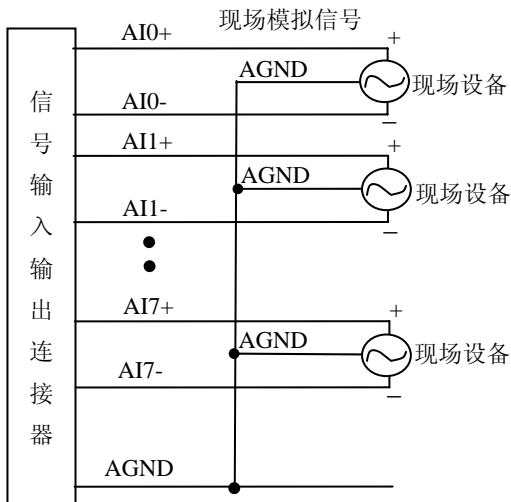 现场模拟信号
AI0+
+
AGND
现场设备
AI0-
−
AI1+
+
AGND
现场设备
AI1-
−
AI7+
+
AGND
现场设备
AI7-
−
AGND
信号输入输出连接器